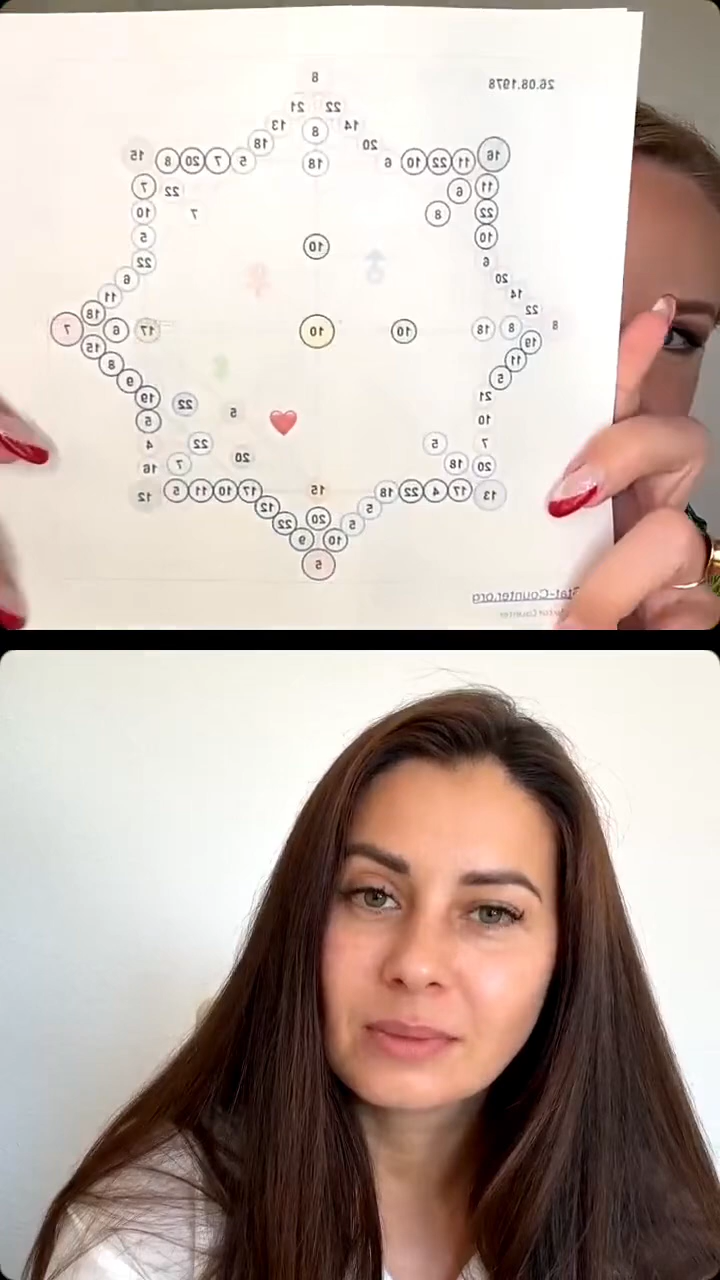 8
26.08.1978
21 22
13 8 14
18 20
15 8 20 7 5 18 6 10 22 11 16
7 22 6 11
10 7 8 22
5 10 10
22 6
6 20
11 14
18 22
7 6 17 10 10 18 8 8
15 19
8 11
9 5
19 22 21
5 5 10
4 22 5 7
16 7 20 18 20
12 5 11 10 17 15 18 22 4 17 13
12 5
22 20 5
9 10
5
Stat-Counter.org
Counter